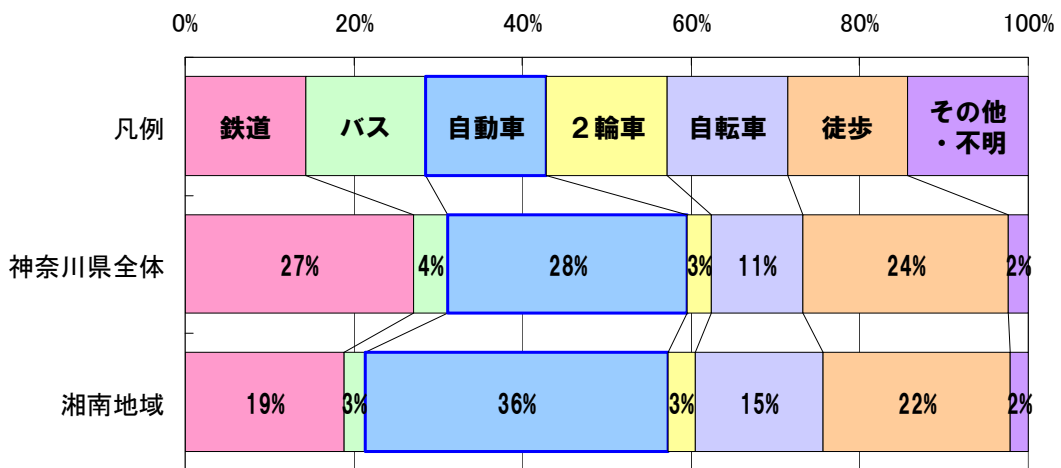 0% 20% 40% 60% 80% 100%
凡例 鉄道 バス 自動車 2輪車 自転車 徒歩 その他
・不明
神奈川県全体 27% 4% 28% 3% 11% 24% 2%
湘南地域 19% 3% 36% 3% 15% 22% 2%